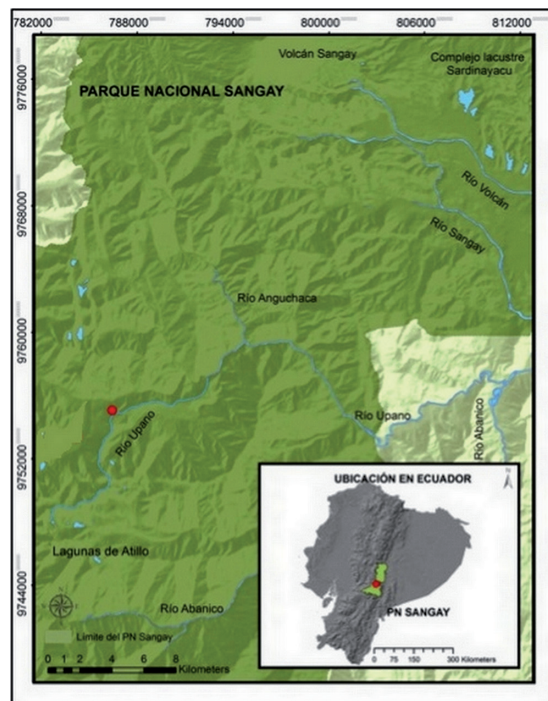 782000 788000 794000 800000 806000 812000
9776000
9768000
9760000
9752000
9744000
Volcán Sangay
Complejo lacustre
Sardinayacu
PARQUE NACIONAL SANGAY
Río Volcán
Río Sangay
Río Anguchaca
Río Upano
Río Upano
Río Abanico
Lagunas de Atillo
Río Abanico
N
Límite del PN Sangay
0 1 2 4 6 8
Kilometers
UBICACIÓN EN ECUADOR
N
PN SANGAY
0 75 150 300 Kilometers